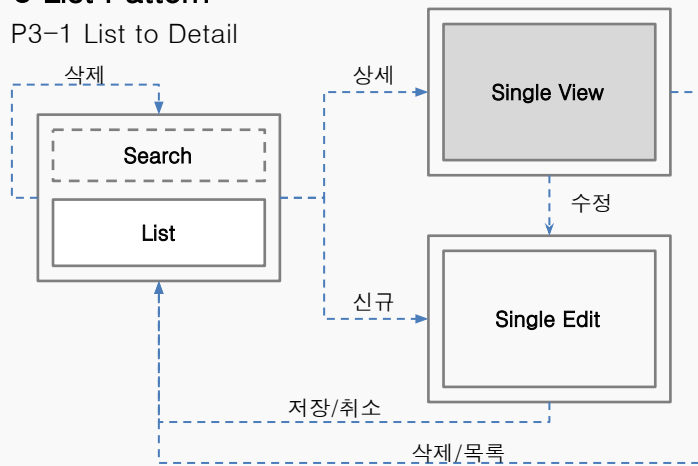 P3-1 List to Detail
삭제
상세
Single View
Search
List
수정
신규
Single Edit
저장/취소
삭제/목록